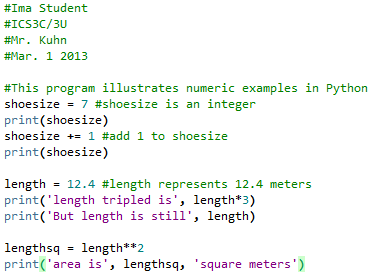 #Ima Student
#ICS3C/3U
#Mr. Kuhn
#Mar. 1 2013
#This program illustrates numeric examples in Python
shoesize = 7 #shoesize is an integer
print(shoesize)
shoesize += 1 #add 1 to shoesize
print(shoesize)
length = 12.4 #length represents 12.4 meters
print('length tripled is', length*3)
print('But length is still', length)
lengthsq = length**2
print('area is', lengthsq, 'square meters')